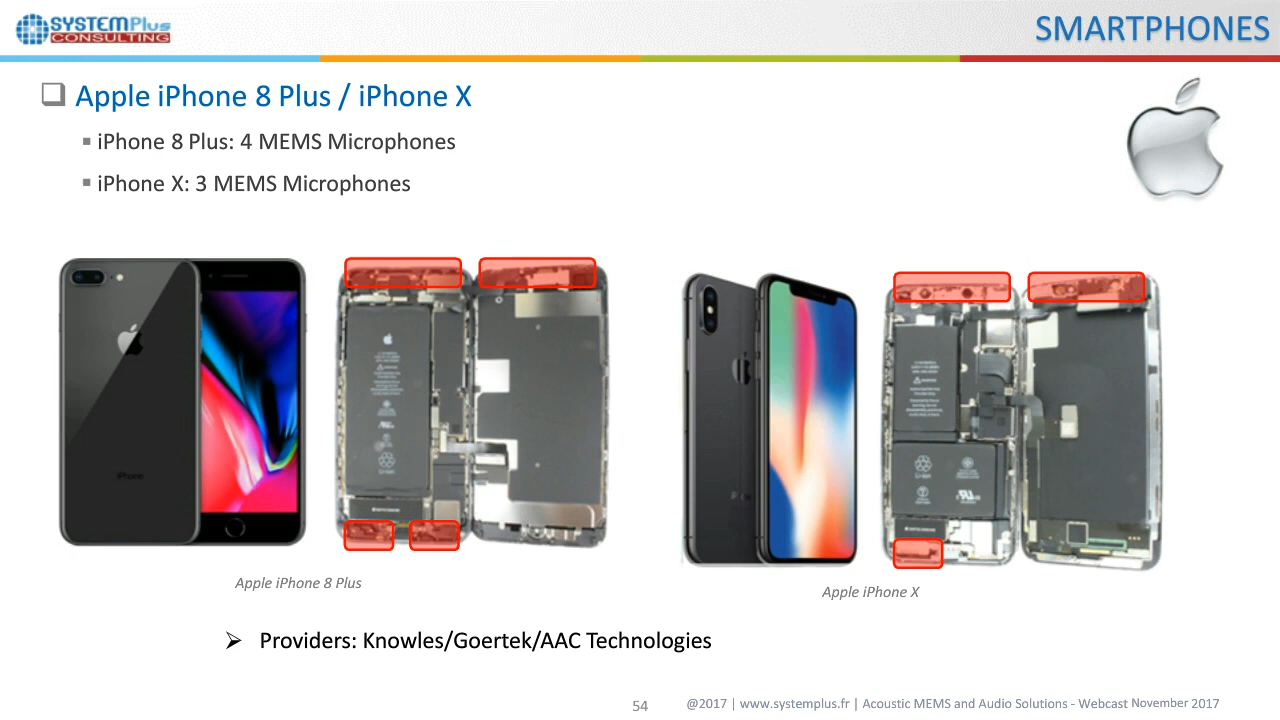 SYSTEMPlus
CONSULTING
SMARTPHONES
Apple iPhone 8 Plus / iPhone X
iPhone 8 Plus: 4 MEMS Microphones
iPhone X: 3 MEMS Microphones
iPhone
Apple iPhone 8 Plus
Apple iPhone X
Providers: Knowles/Goertek/AAC Technologies
54
@2017 | www.systemplus.fr | Acoustic MEMS and Audio Solutions - Webcast November 2017